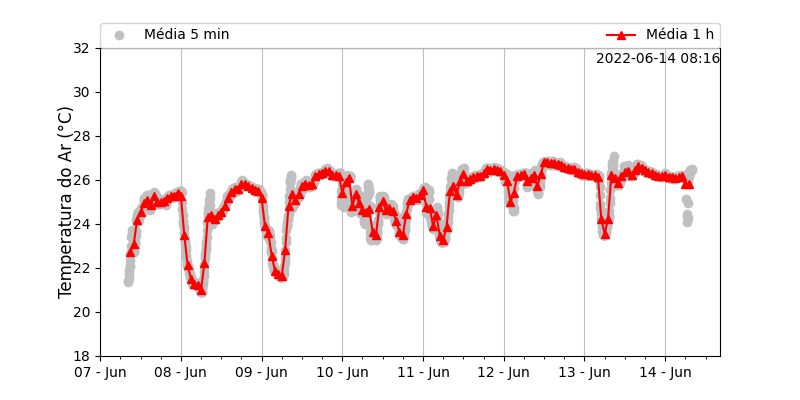 Média 5 min
Média 1 h
2022-06-14 08:16
Temperatura do Ar (°C)
32
30
28
26
24
22
20
18
07 - Jun
08 - Jun
09 - Jun
10 - Jun
11 - Jun
12 - Jun
13 - Jun
14 - Jun